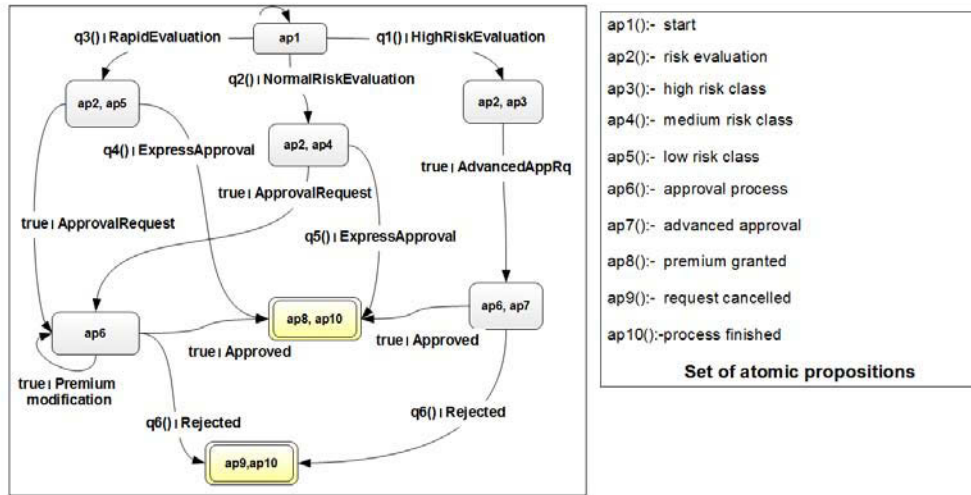 ap1
q3() | RapidEvaluation
q1() | HighRiskEvaluation
q2() | NormalRiskEvaluation
ap2, ap5
ap2, ap3
ap2, ap4
q4() | ExpressApproval
true | AdvancedAppRq
true | ApprovalRequest
true | ApprovalRequest
q5() | ExpressApproval
ap8, ap10
ap6, ap7
ap6
true | Approved
true | Approved
true | Premium
modification
q6() | Rejected
q6() | Rejected
ap9,ap10
ap1():- start
ap2():- risk evaluation
ap3():- high risk class
ap4():- medium risk class
ap5():- low risk class
ap6():- approval process
ap7():- advanced approval
ap8():- premium granted
ap9():- request cancelled
ap10():-process finished
Set of atomic propositions